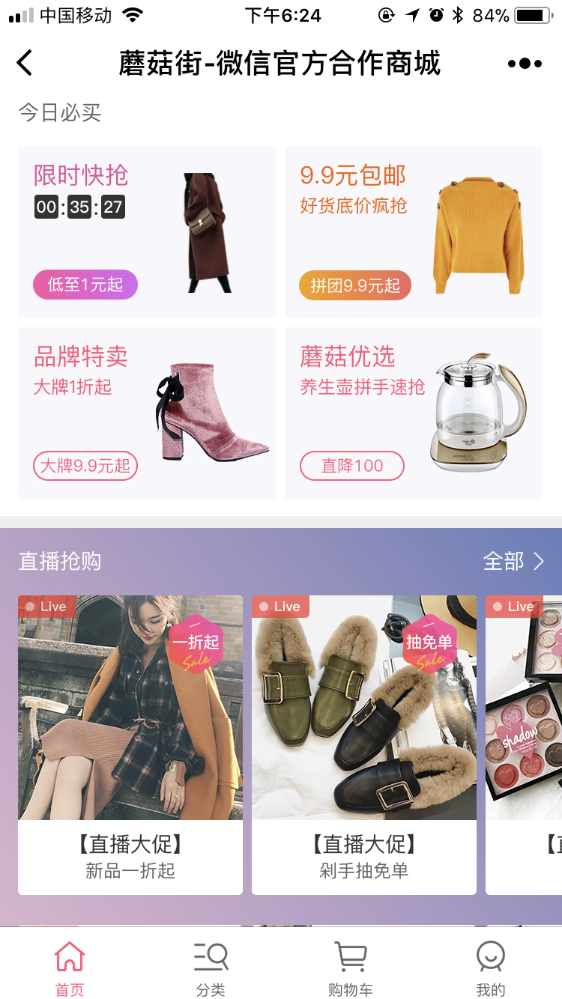 中国移动
下午6:24
84%
蘑菇街-微信官方合作商城
今日必买
限时快抢
00:35:27
低至1元起
9.9元包邮
好货底价疯抢
拼团9.9元起
品牌特卖
大牌1折起
大牌9.9元起
蘑菇优选
养生壶拼手速抢
直降100
直播抢购
全部
Live
一折起
Sale
【直播大促】
新品一折起
Live
抽免单
Sale
【直播大促】
剁手抽免单
Live
shadow
首页
分类
购物车
我的